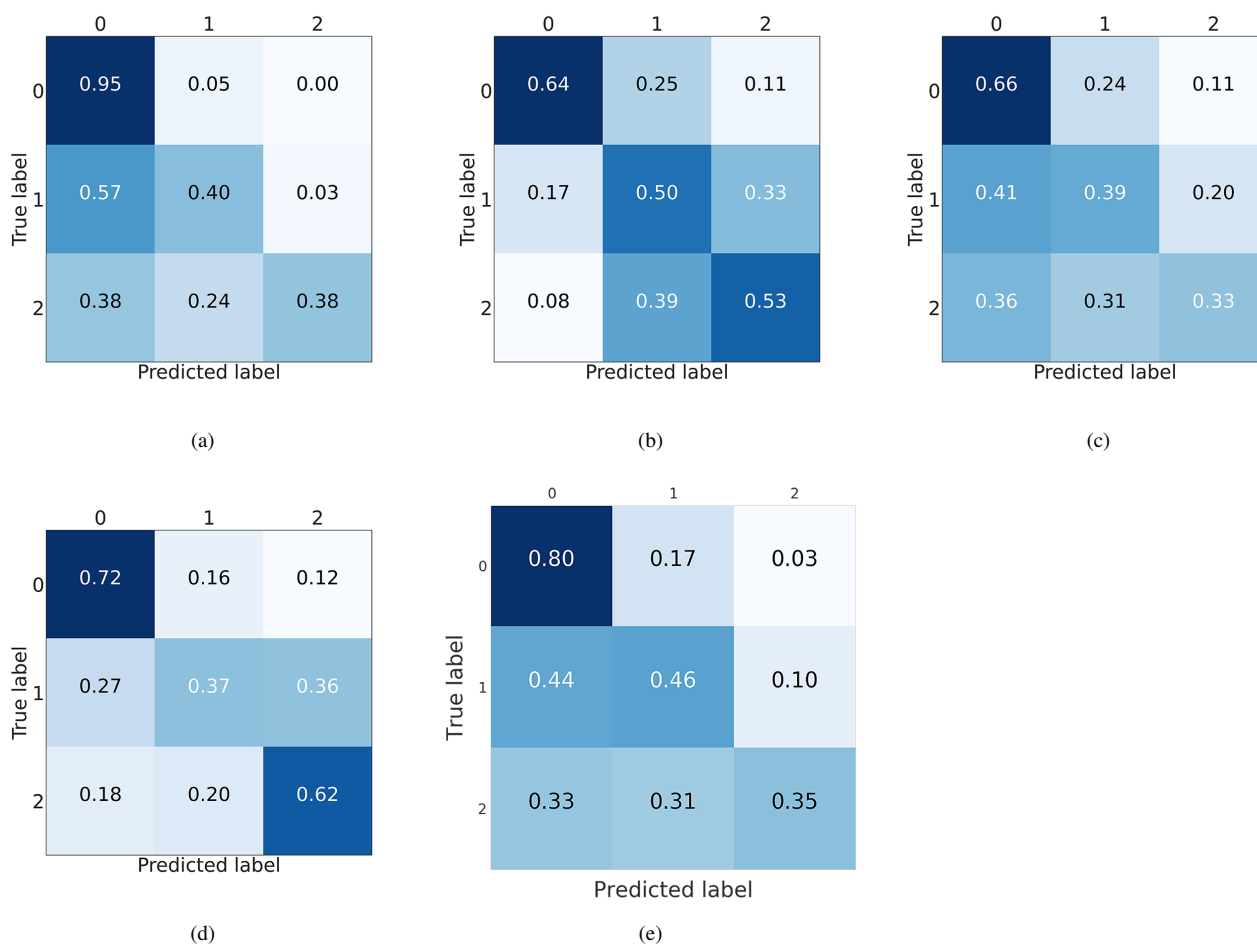 0 1 2
0 0.95 0.05 0.00
1 0.57 0.40 0.03
2 0.38 0.24 0.38
True label
Predicted label
(a)
0 1 2
0 0.64 0.25 0.11
1 0.17 0.50 0.33
2 0.08 0.39 0.53
True label
Predicted label
(b)
0 1 2
0 0.66 0.24 0.11
1 0.41 0.39 0.20
2 0.36 0.31 0.33
True label
Predicted label
(c)
0 1 2
0 0.72 0.16 0.12
1 0.27 0.37 0.36
2 0.18 0.20 0.62
True label
Predicted label
(d)
0 1 2
0 0.80 0.17 0.03
1 0.44 0.46 0.10
2 0.33 0.31 0.35
True label
Predicted label
(e)